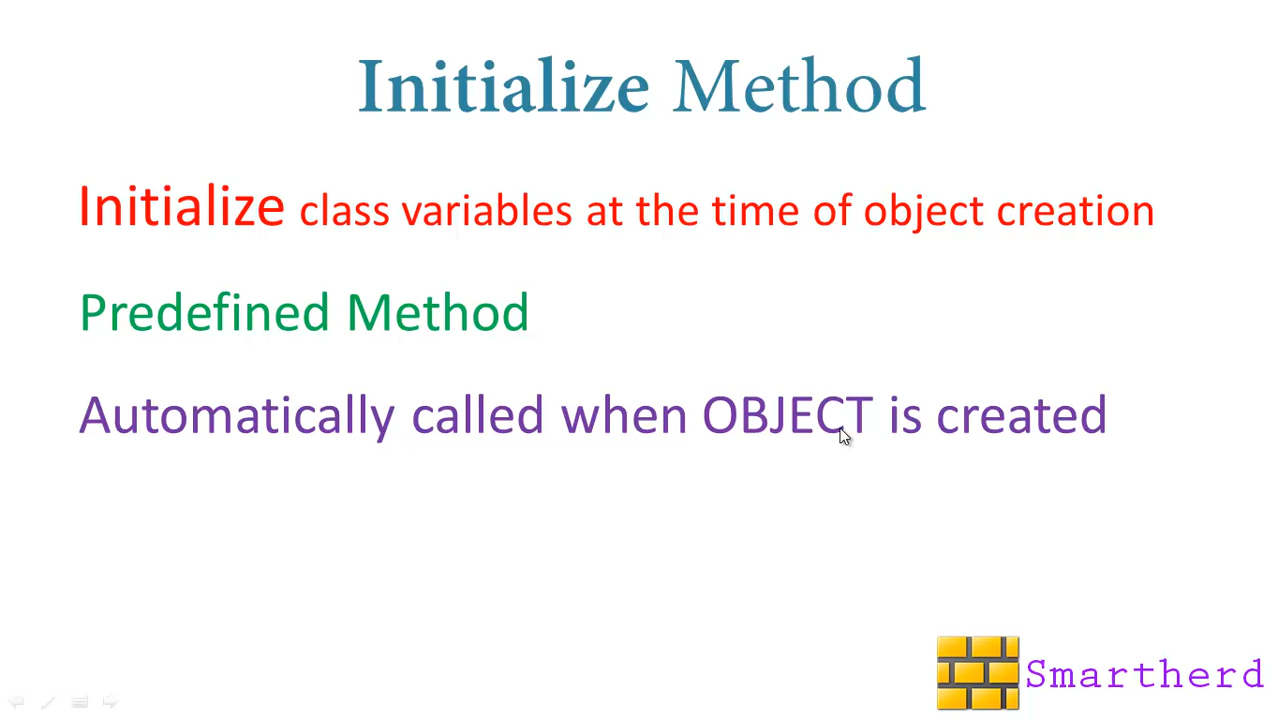 Initialize Method
Initialize class variables at the time of object creation
Predefined Method
Automatically called when OBJECT is created
Smartherd